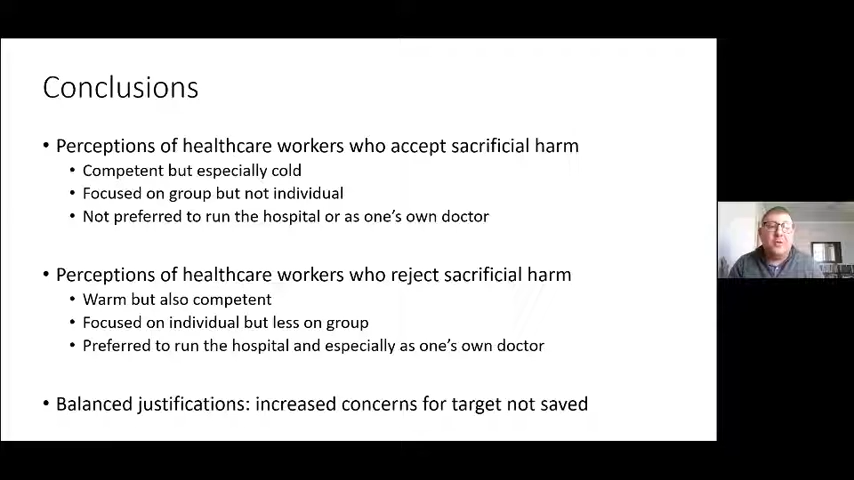 Conclusions
• Perceptions of healthcare workers who accept sacrificial harm
• Competent but especially cold
• Focused on group but not individual
• Not preferred to run the hospital or as one's own doctor
• Perceptions of healthcare workers who reject sacrificial harm
• Warm but also competent
• Focused on individual but less on group
• Preferred to run the hospital and especially as one's own doctor
• Balanced justifications: increased concerns for target not saved